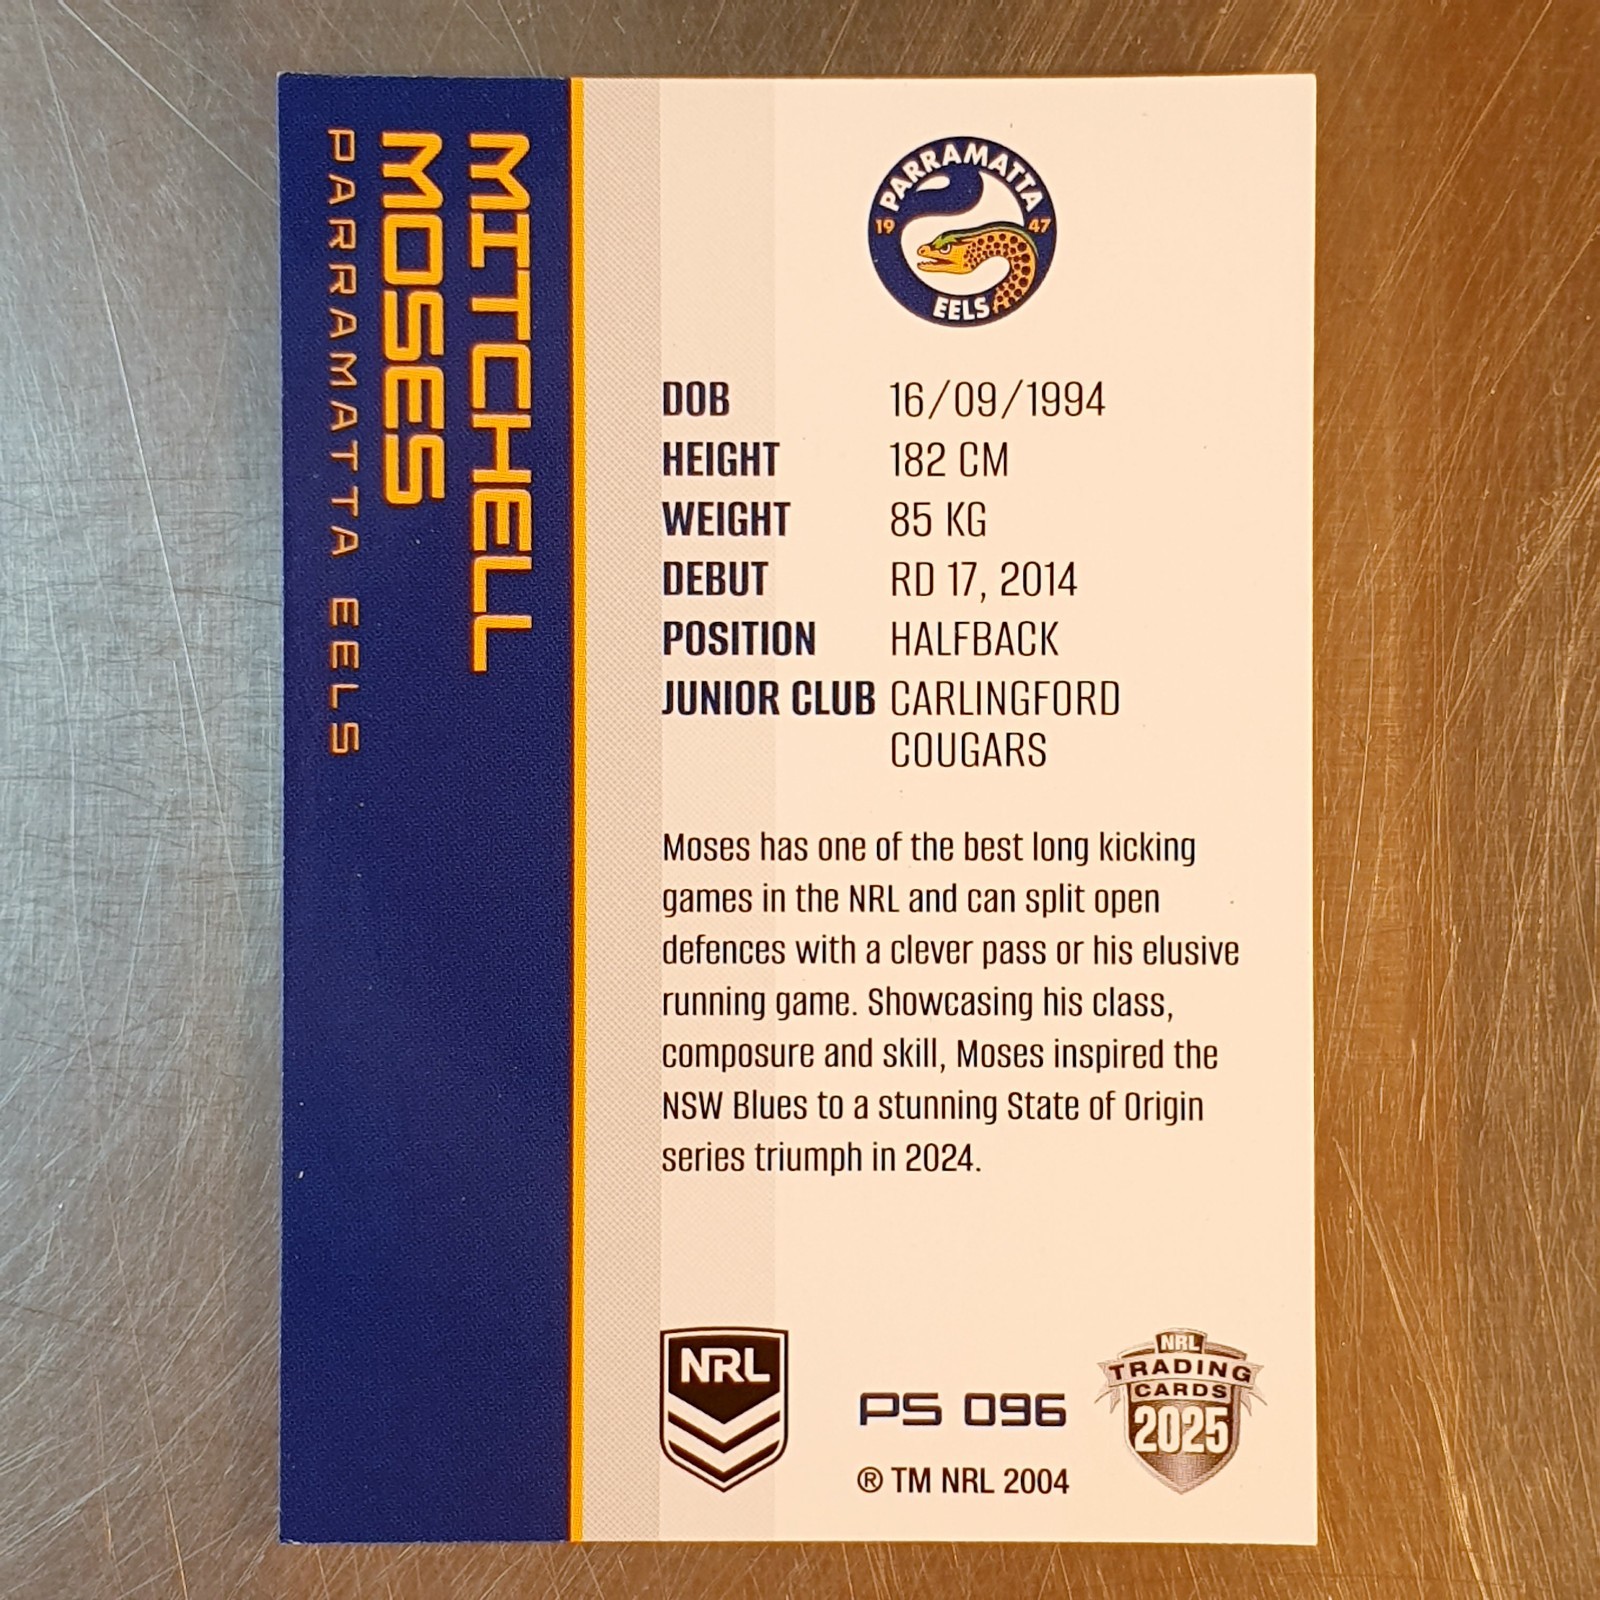 MITCHELL
MOSES
PARRAMATTA EELS
PARRAMATTA
19 47
EELS
DOB 16/09/1994
HEIGHT 182 CM
WEIGHT 85 KG
DEBUT RD 17, 2014
POSITION HALFBACK
JUNIOR CLUB CARLINGFORD
COUGARS
Moses has one of the best long kicking
games in the NRL and can split open
defences with a clever pass or his elusive
running game. Showcasing his class,
composure and skill, Moses inspired the
NSW Blues to a stunning State of Origin
series triumph in 2024.
NRL
PS 096
® TM NRL 2004
NRL
TRADING
CARDS
2025